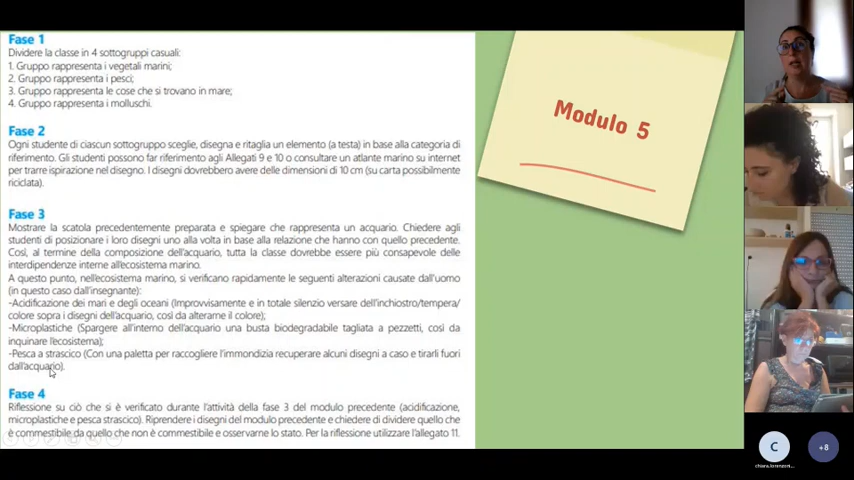 Fase 1
Dividere la classe in 4 sottogruppi casuali:
1. Gruppo rappresenta i vegetali marini;
2. Gruppo rappresenta i pesci;
3. Gruppo rappresenta le cose che si trovano in mare;
4. Gruppo rappresenta i molluschi.
Fase 2
Ogni studente di ciascun sottogruppo sceglie, disegna e ritaglia un elemento (a testa) in base alla categoria di
riferimento. Gli studenti possono far riferimento agli Allegati 9 e 10 o consultare un atlante marino su internet
per trarre ispirazione nel disegno. I disegni dovrebbero avere delle dimensioni di 10 cm (su carta possibilmente
riciclata).
Fase 3
Mostrare la scatola precedentemente preparata e spiegare che rappresenta un acquario. Chiedere agli
studenti di posizionare i loro disegni uno alla volta in base alla relazione che hanno con quello precedente.
Così, al termine della composizione dell'acquario, tutta la classe dovrebbe essere più consapevole delle
interdipendenze interne all'ecosistema marino.
A questo punto, nell'ecosistema marino, si verificano rapidamente le seguenti alterazioni causate dall'uomo
(in questo caso dall'insegnante):
-Acidificazione dei mari e degli oceani (Improvvisamente e in totale silenzio versare dell'inchiostro/tempera/
colore sopra i disegni dell'acquario, così da alterarne il colore);
-Microplastiche (Spargere all'interno dell'acquario una busta biodegradabile tagliata a pezzetti, così da
inquinare l'ecosistema);
-Pesca a strascico (Con una paletta per raccogliere l'immondizia recuperare alcuni disegni a caso e tirarli fuori
dall'acquario).
Fase 4
Riflessione su ciò che si è verificato durante l'attività della fase 3 del modulo precedente (acidificazione,
microplastiche e pesca strascico). Riprendere i disegni del modulo precedente e chiedere di dividere quello che
è commestibile da quello che non è commestibile e osservarne lo stato. Per la riflessione utilizzare l'allegato 11.
Modulo 5
C
+8